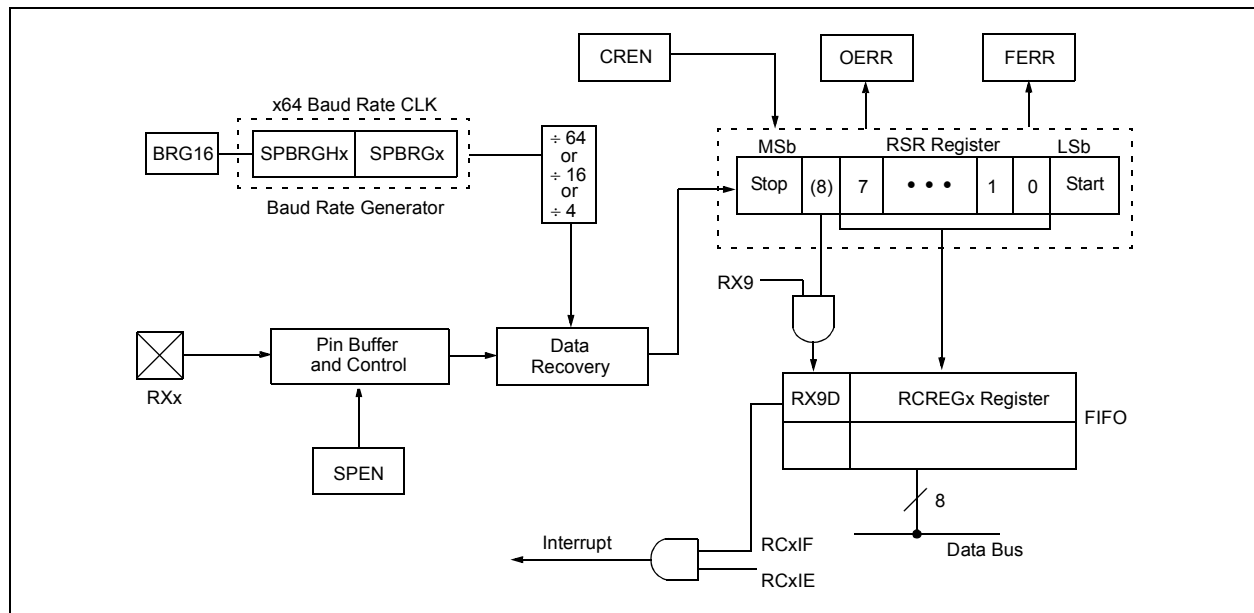 CREN
OERR
FERR
x64 Baud Rate CLK
BRG16
SPBRGHx
SPBRGx
Baud Rate Generator
÷ 64
or
÷ 16
or
÷ 4
MSb
RSR Register
LSb
Stop
(8)
7
• • •
1
0
Start
RX9
RXx
Pin Buffer
and Control
Data
Recovery
SPEN
RX9D
RCREGx Register
FIFO
8
Data Bus
Interrupt
RCxIF
RCxIE